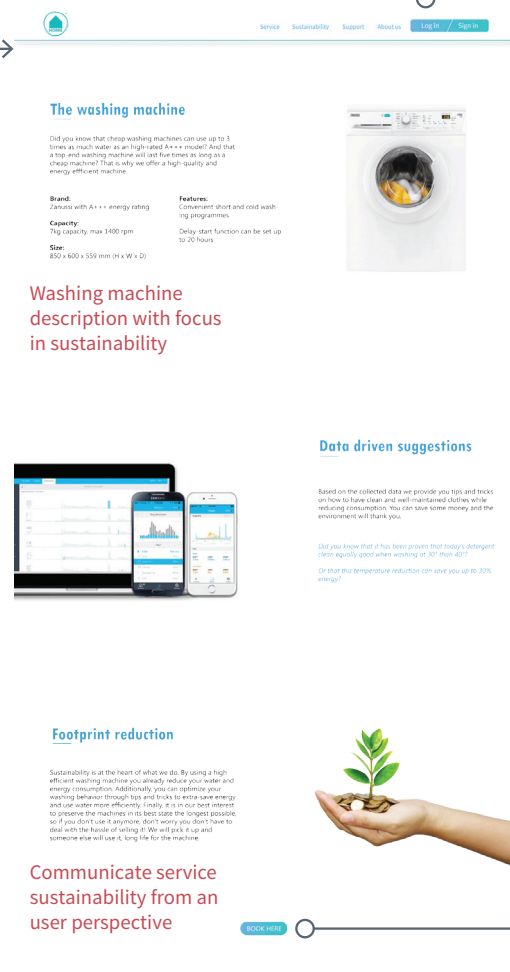 HOMIE
Service Sustainability Support About us Log in / Sign in
The washing machine
Did you know that cheap washing machines can use up to 3
times as much water as an high-rated A+++ model? And that
a top-end washing machine will last five times as long as a
cheap machine? That is why we offer a high-quality and
energy effficient machine.
Brand:
Zanussi with A+++ energy rating
Capacity:
7kg capacity, max 1400 rpm
Size:
850 x 600 x 559 mm (H x W x D)
Features:
Convenient short and cold wash-
ing programmes.
Delay-start function can be set up
to 20 hours
Washing machine
description with focus
in sustainability
Data driven suggestions
Based on the collected data we provide you tips and tricks
on how to have clean and well-maintained clothes while
reducing consumption. You can save some money and the
environment will thank you.
Did you know that it has been proven that today's detergent
clean equally good when washing at 30° than 40°?
Or that this temperature reduction can save you up to 30%
energy?
Footprint reduction
Sustainability is at the heart of what we do. By using a high
efficient washing machine you already reduce your water and
energy consumption. Additionally, you can optimize your
washing behavior through tips and tricks to extra-save energy
and use water more efficiently. Finally, it is in our best interest
to preserve the machines in its best state the longest possible,
so if you don't use it anymore, don't worry you don't have to
deal with the hassle of selling it! We will pick it up and
someone else will use it, long life for the machine.
Communicate service
sustainability from an
user perspective
BOOK HERE